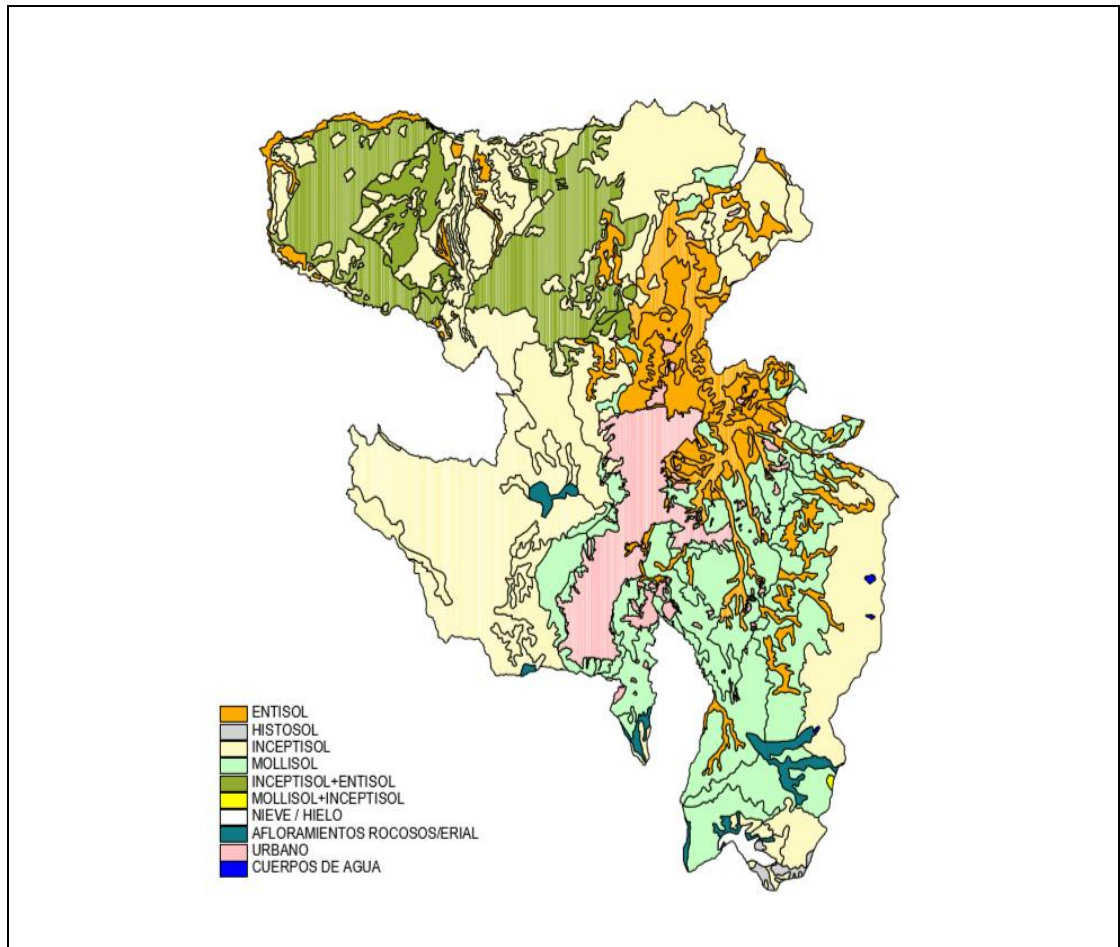 ENTISOL
HISTOSOL
INCEPTISOL
MOLLISOL
INCEPTISOL+ENTISOL
MOLLISOL+INCEPTISOL
NIEVE / HIELO
AFLORAMIENTOS ROCOSOS/ERIAL
URBANO
CUERPOS DE AGUA